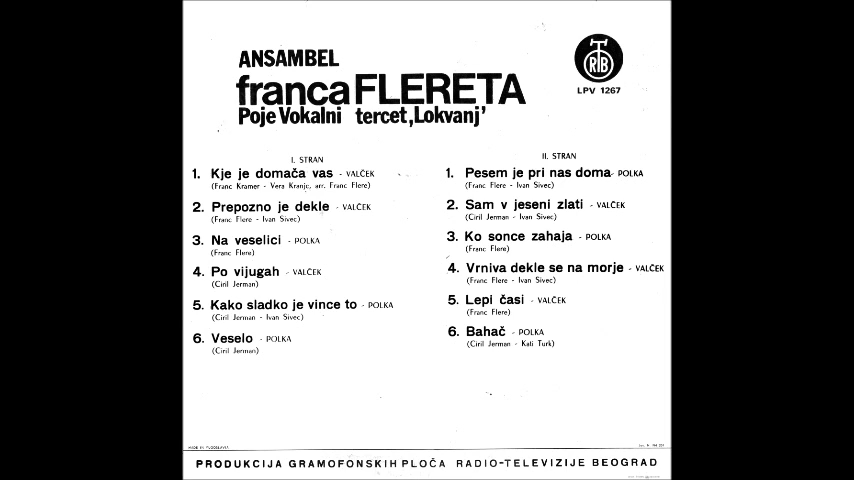 ANSAMBEL
franca FLERETA
Poje Vokalni tercet ,Lokvanj'
RTB
LPV 1267
I. STRAN
1. Kje je domača vas - VALČEK
(Franc Kramer - Vera Kranjc, arr. Franc Flere)
2. Prepozno je dekle - VALČEK
(Franc Flere - Ivan Sivec)
3. Na veselici - POLKA
(Franc Flere)
4. Po vijugah - VALČEK
(Ciril Jerman)
5. Kako sladko je vince to - POLKA
(Ciril Jerman - Ivan Sivec)
6. Veselo - POLKA
(Ciril Jerman)
II. STRAN
1. Pesem je pri nas doma - POLKA
(Franc Flere - Ivan Sivec)
2. Sam v jeseni zlati - VALČEK
(Ciril Jerman - Ivan Sivec)
3. Ko sonce zahaja - POLKA
(Franc Flere)
4. Vrniva dekle se na morje - VALČEK
(Franc Flere - Ivan Sivec)
5. Lepi časi - VALČEK
(Franc Flere)
6. Bahač - POLKA
(Ciril Jerman - Kali Turk)
MADE IN YUGOSLAVIA
PRODUKCIJA GRAMOFONSKIH PLOČA RADIO-TELEVIZIJE BEOGRAD